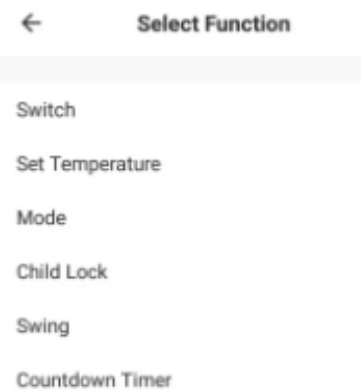 Select Function
Switch
Set Temperature
Mode
Child Lock
Swing
Countdown Timer